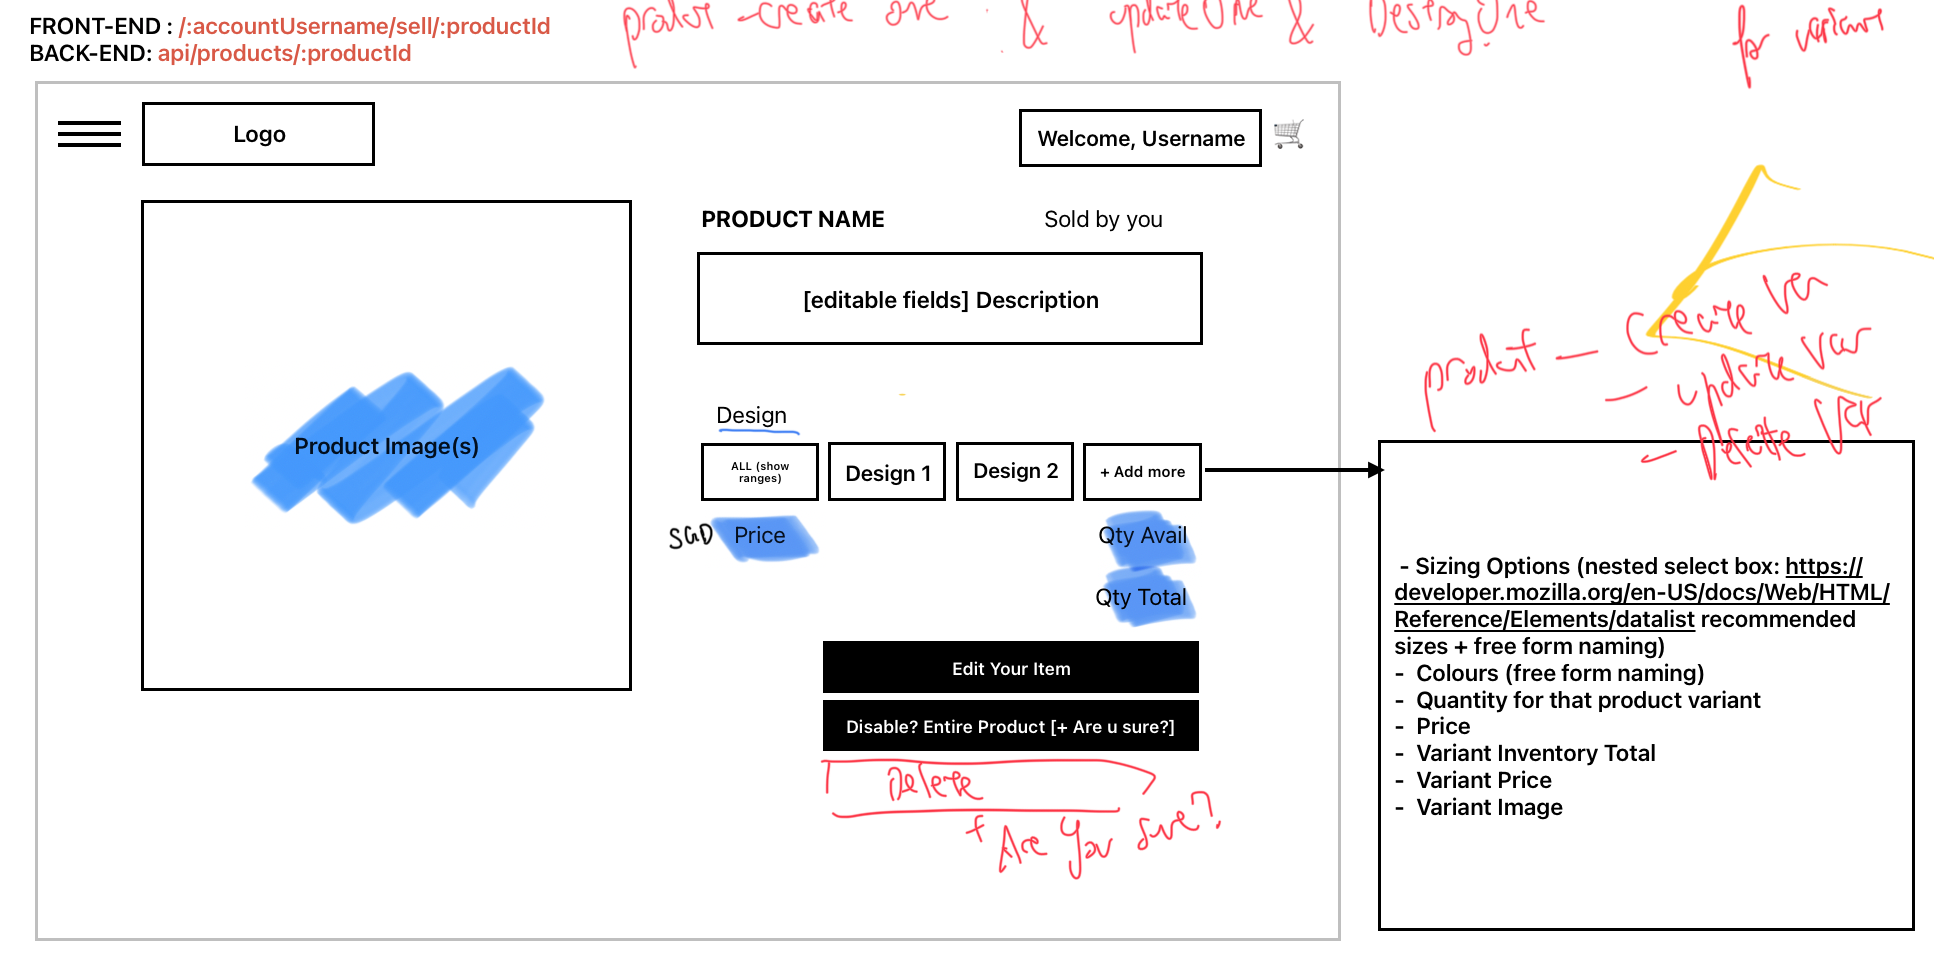 FRONT-END : /:accountUsername/sell/:productId
BACK-END: api/products/:productId
product - create one & updateOne & DestroyOne
for variants
Logo
Welcome, Username
PRODUCT NAME
Sold by you
[editable fields] Description
Product Image(s)
Design
ALL (show
ranges)
Design 1
Design 2
+ Add more
SGD
Price
Qty Avail
Qty Total
Edit Your Item
Disable? Entire Product [+ Are u sure?]
Delete
+ Are You sure?
product - Create Var
- update var
- Delete Var
- Sizing Options (nested select box: https://
developer.mozilla.org/en-US/docs/Web/HTML/
Reference/Elements/datalist recommended
sizes + free form naming)
- Colours (free form naming)
- Quantity for that product variant
- Price
- Variant Inventory Total
- Variant Price
- Variant Image